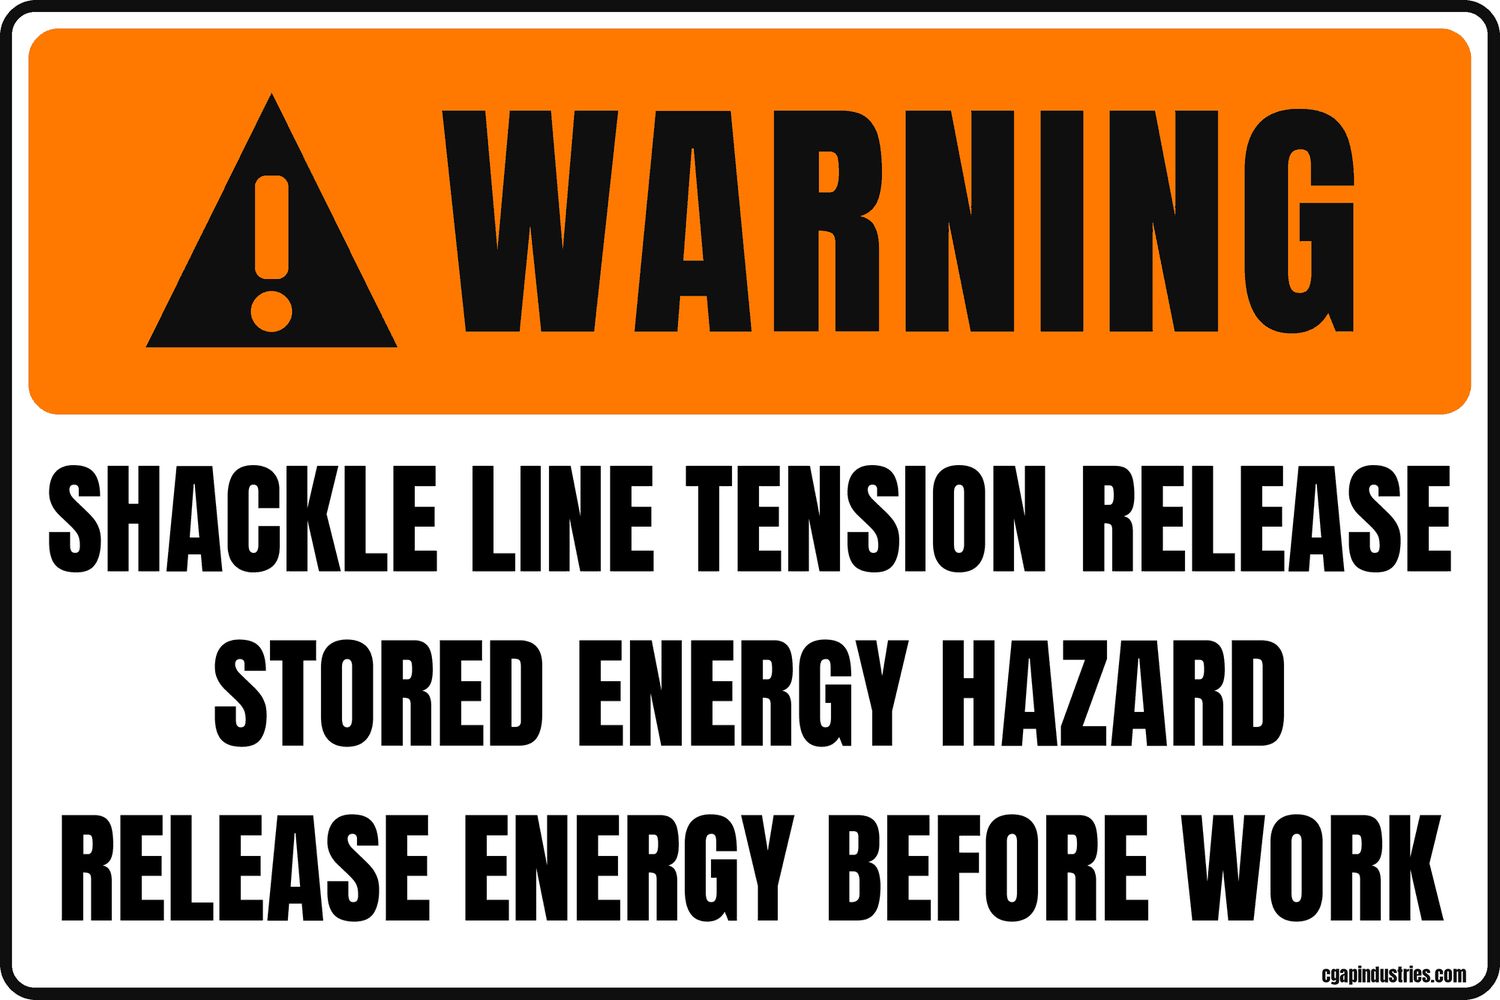 WARNING
SHACKLE LINE TENSION RELEASE
STORED ENERGY HAZARD
RELEASE ENERGY BEFORE WORK
cgapindustries.com